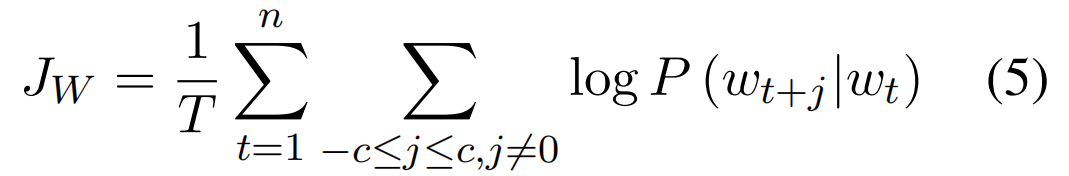 J_W = \frac{1}{T} \sum_{t=1}^{n} \sum_{-c \leq j \leq c, j \neq 0} \log P(w_{t+j} | w_t) (5)